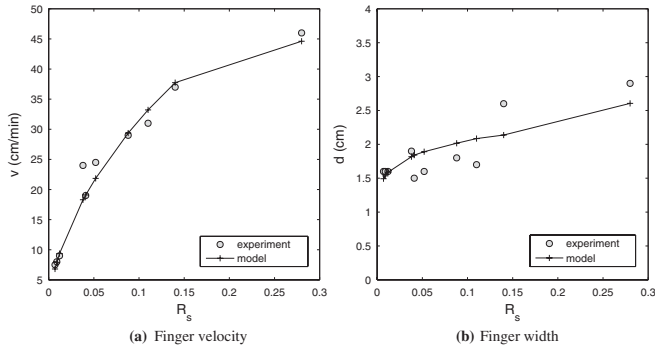 50
45
40
35
30
25
20
15
10
5
v (cm/min)
0 0.05 0.1 0.15 0.2 0.25 0.3
R_s
experiment
model
(a) Finger velocity
4
3.5
3
2.5
2
1.5
1
0.5
0
d (cm)
0 0.05 0.1 0.15 0.2 0.25 0.3
R_s
experiment
model
(b) Finger width